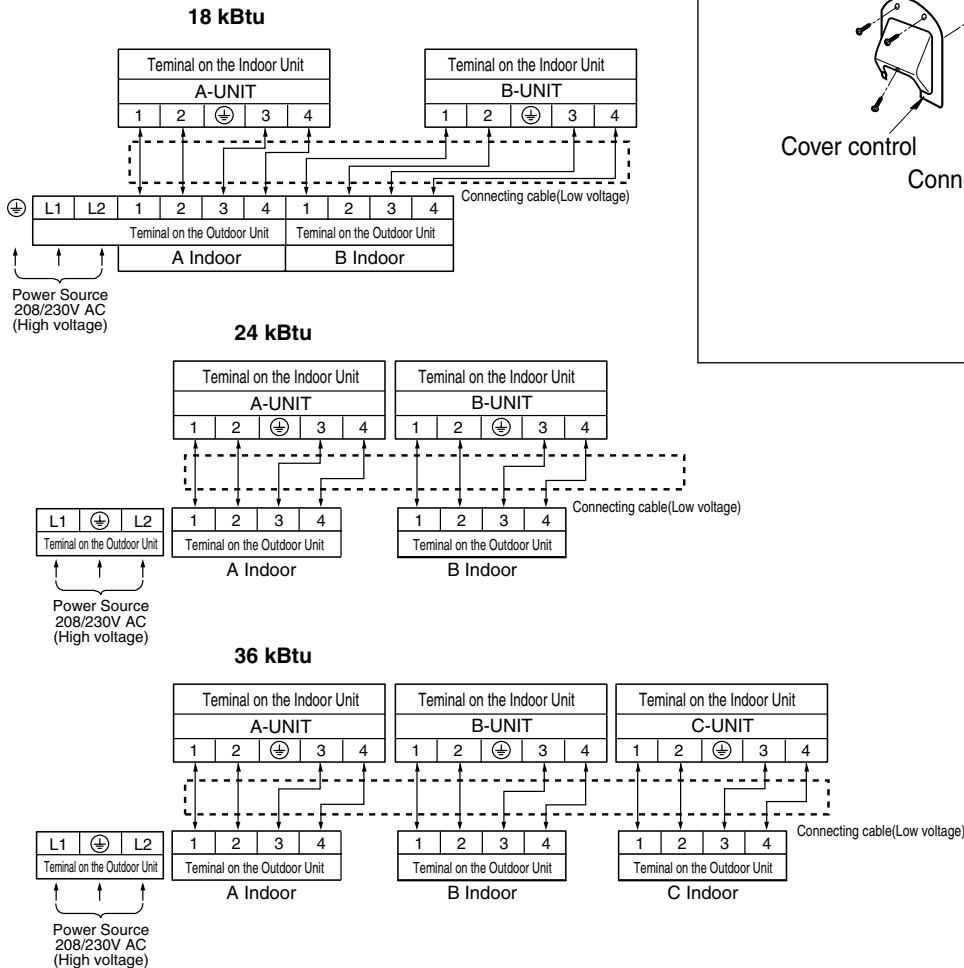 18 kBtu
Teminal on the Indoor Unit
A-UNIT
1 2 ⏚ 3 4
Teminal on the Indoor Unit
B-UNIT
1 2 ⏚ 3 4
Connecting cable(Low voltage)
⏚ L1 L2 1 2 3 4 1 2 3 4
Teminal on the Outdoor Unit Teminal on the Outdoor Unit
A Indoor B Indoor
Power Source
208/230V AC
(High voltage)
Cover control
24 kBtu
Teminal on the Indoor Unit
A-UNIT
1 2 ⏚ 3 4
Teminal on the Indoor Unit
B-UNIT
1 2 ⏚ 3 4
Connecting cable(Low voltage)
L1 ⏚ L2
Teminal on the Outdoor Unit
1 2 3 4
Teminal on the Outdoor Unit
A Indoor
1 2 3 4
Teminal on the Outdoor Unit
B Indoor
Power Source
208/230V AC
(High voltage)
36 kBtu
Teminal on the Indoor Unit
A-UNIT
1 2 ⏚ 3 4
Teminal on the Indoor Unit
B-UNIT
1 2 ⏚ 3 4
Teminal on the Indoor Unit
C-UNIT
1 2 ⏚ 3 4
Connecting cable(Low voltage)
L1 ⏚ L2
Teminal on the Outdoor Unit
1 2 3 4
Teminal on the Outdoor Unit
A Indoor
1 2 3 4
Teminal on the Outdoor Unit
B Indoor
1 2 3 4
Teminal on the Outdoor Unit
C Indoor
Power Source
208/230V AC
(High voltage)